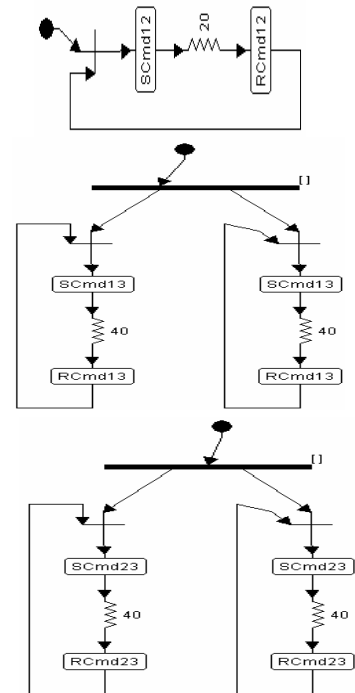 SCmd12
20
RCmd12
[]
SCmd13
SCmd13
40
40
RCmd13
RCmd13
[]
SCmd23
SCmd23
40
40
RCmd23
RCmd23